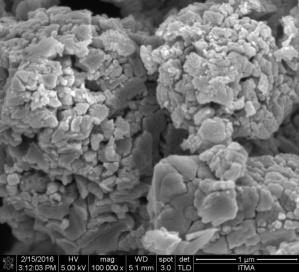 2/15/2016 HV mag WD spot det 1 µm
3:12:03 PM 5.00 kV 100 000 x 5.1 mm 3.0 TLD ITMA